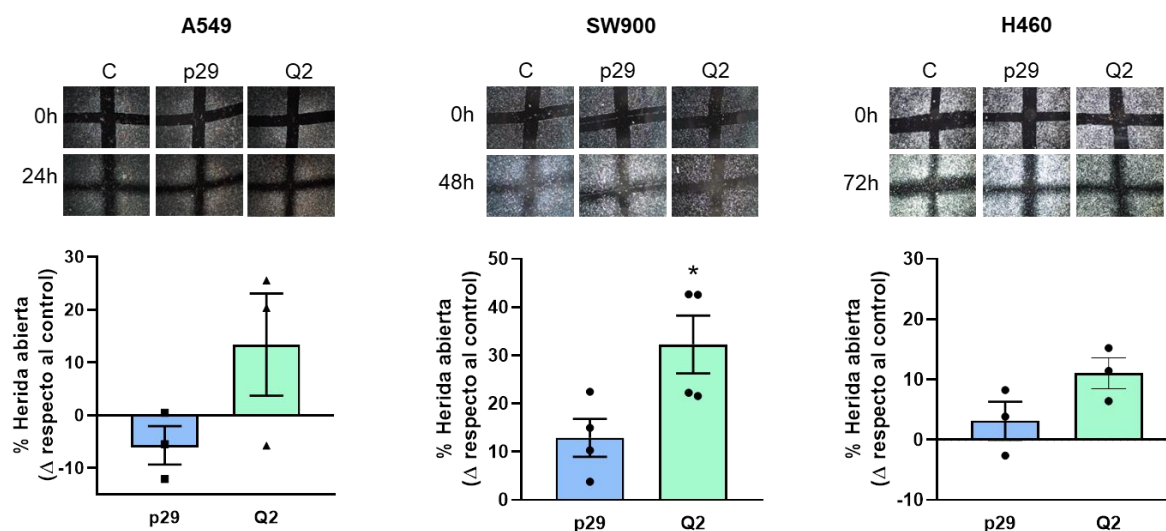 A549
C p29 Q2
0h
24h
% Herida abierta
(Δ respecto al control)
30
20
10
0
-10
p29 Q2
SW900
C p29 Q2
0h
48h
% Herida abierta
(Δ respecto al control)
50
40
30
20
10
0
*
p29 Q2
H460
C p29 Q2
0h
72h
% Herida abierta
(Δ respecto al control)
30
20
10
0
-10
p29 Q2